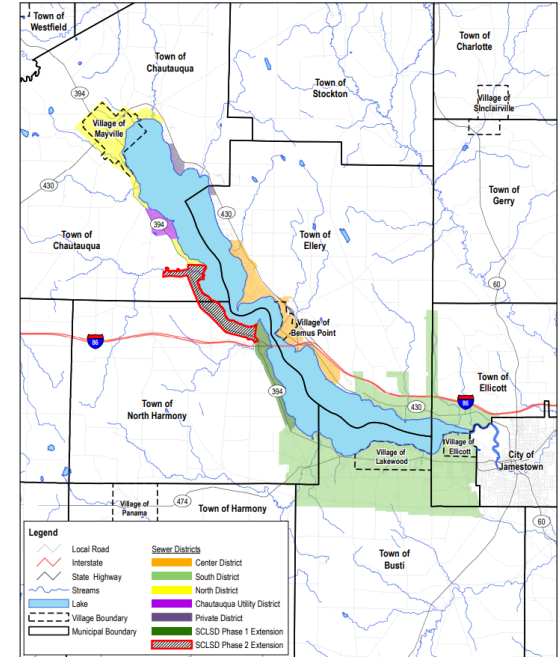 Town of
Westfield
Town of
Chautauqua
Town of
Charlotte
Town of
Stockton
394
Village of
Sinclairville
Village of
Mayville
430
Town of
Gerry
394
430
Town of
Chautauqua
Town of
Ellery
60
Village of
Bemus Point
86
Town of
Ellicott
394
86
430
Town of
North Harmony
Village of
Ellicott
Village of
Lakewood
City of
Jamestown
474
Village of
Panama
Town of Harmony
60
Town of
Busti
Legend
Local Road
Interstate
State Highway
Streams
Lake
Village Boundary
Municipal Boundary
Sewer Districts
Center District
South District
North District
Chautauqua Utility District
Private District
SCLSD Phase 1 Extension
SCLSD Phase 2 Extension